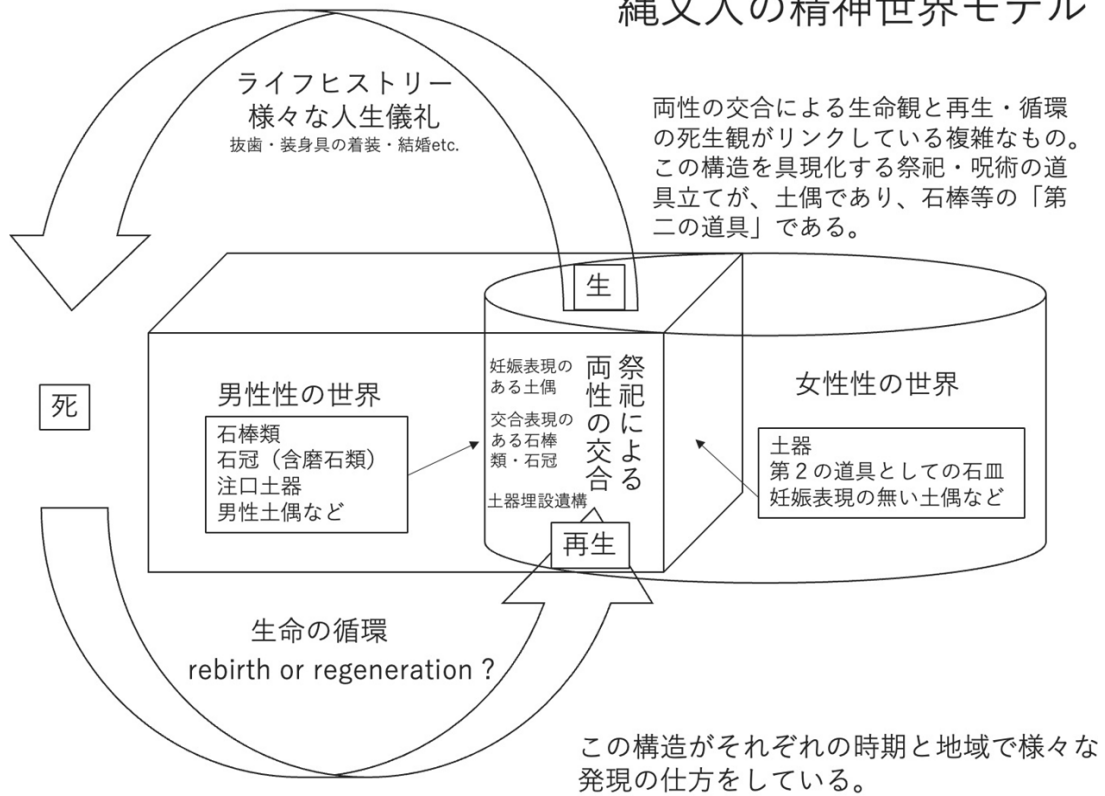 縄文人の精神世界モデル
ライフヒストリー
様々な人生儀礼
抜歯・装身具の着装・結婚etc.
両性の交合による生命観と再生・循環
の死生観がリンクしている複雑なもの。
この構造を具現化する祭祀・呪術の道
具立てが、土偶であり、石棒等の「第
二の道具」である。
生
死
男性性の世界
石棒類
石冠（含磨石類）
注口土器
男性土偶など
妊娠表現の
ある土偶
交合表現の
ある石棒
類・石冠
土器埋設遺構
祭祀による
両性の交合
女性性の世界
土器
第２の道具としての石皿
妊娠表現の無い土偶など
再生
生命の循環
rebirth or regeneration ?
この構造がそれぞれの時期と地域で様々な
発現の仕方をしている。